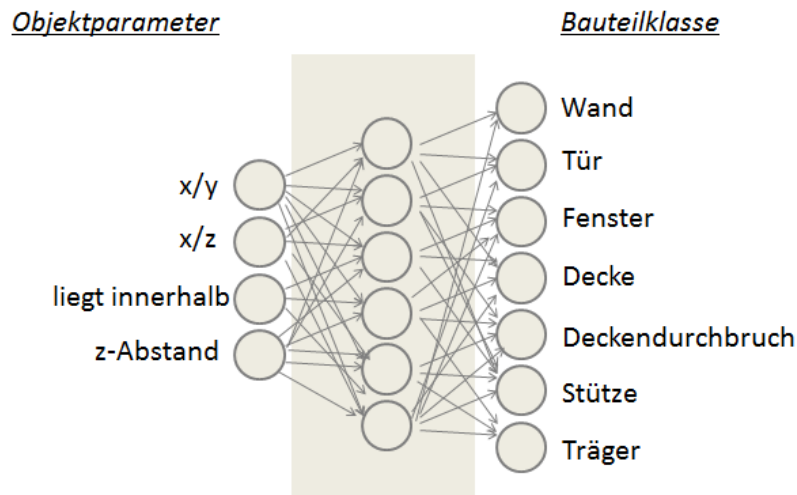 Objektparameter
Bauteilklasse
x/y
x/z
liegt innerhalb
z-Abstand
Wand
Tür
Fenster
Decke
Deckendurchbruch
Stütze
Träger